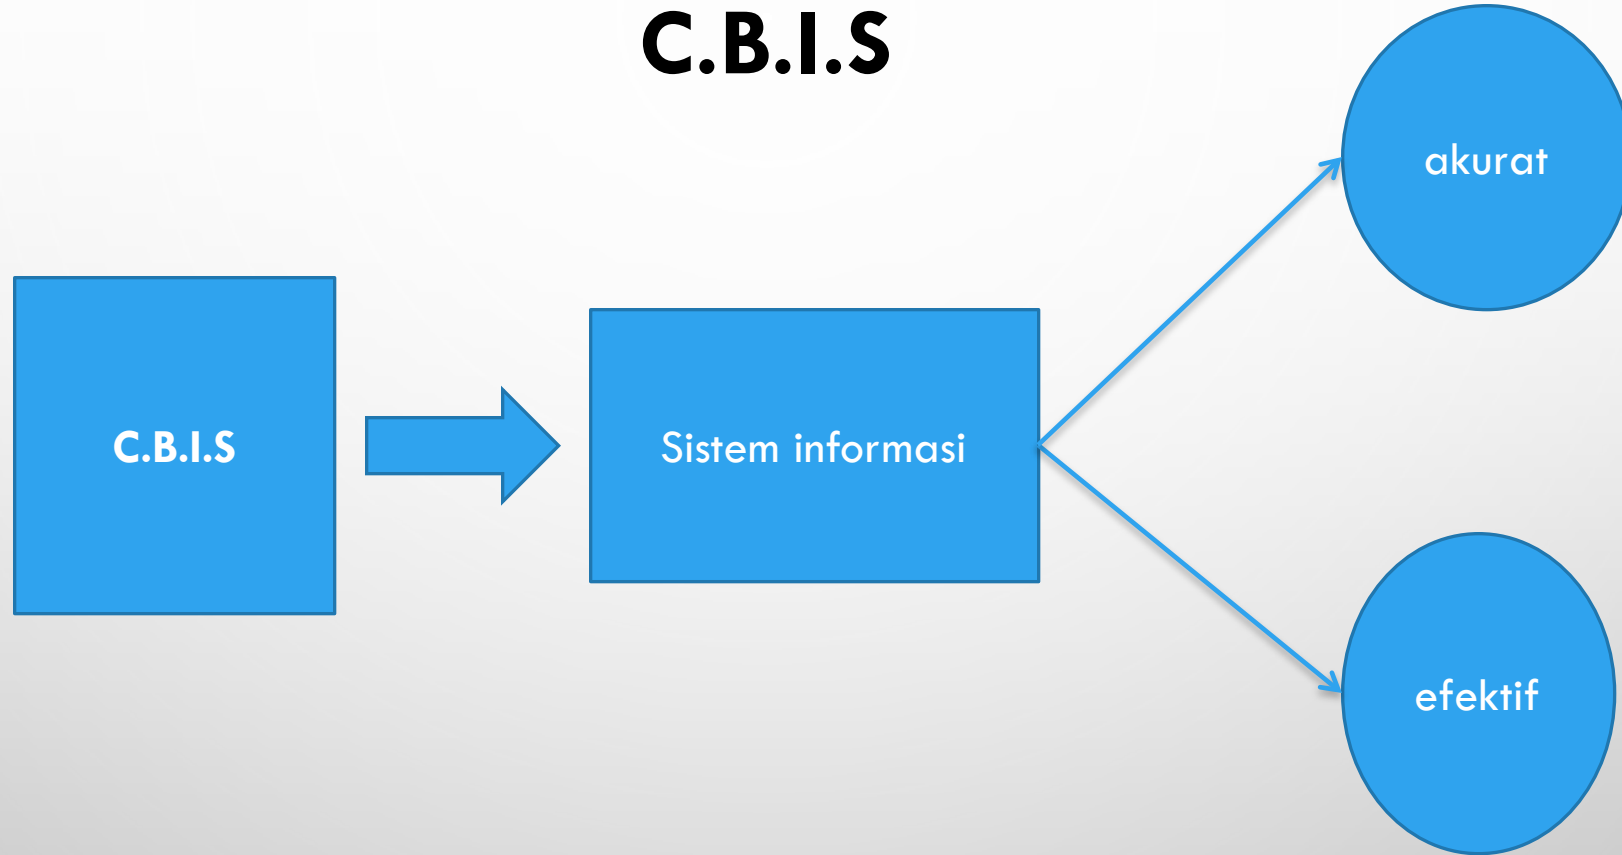 C.B.I.S
akurat
C.B.I.S
Sistem informasi
efektif